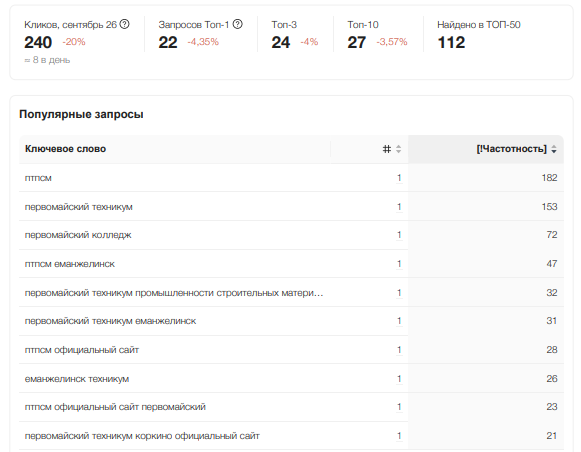 Кликов, сентябрь 26 ? Запросов Топ-1 ? Топ-3 Топ-10 Найдено в ТОП-50
240 -20% 22 -4,35% 24 -4% 27 -3,57% 112
≈ 8 в день
Популярные запросы
Ключевое слово # [!Частотность]
птпсм 1 182
первомайский техникум 1 153
первомайский колледж 1 72
птпсм еманжелинск 1 47
первомайский техникум промышленности строительных матери... 1 32
первомайский техникум еманжелинск 1 31
птпсм официальный сайт 1 28
еманжелинск техникум 1 26
птпсм официальный сайт первомайский 1 23
первомайский техникум коркино официальный сайт 1 21